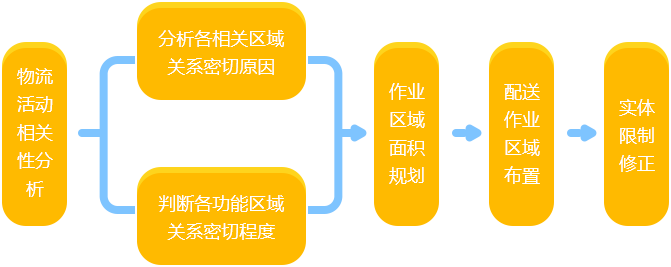 物流
活动
相关
性分
析
分析各相关区域
关系密切原因
判断各功能区域
关系密切程度
作业
区域
面积
规划
配送
作业
区域
布置
实体
限制
修正